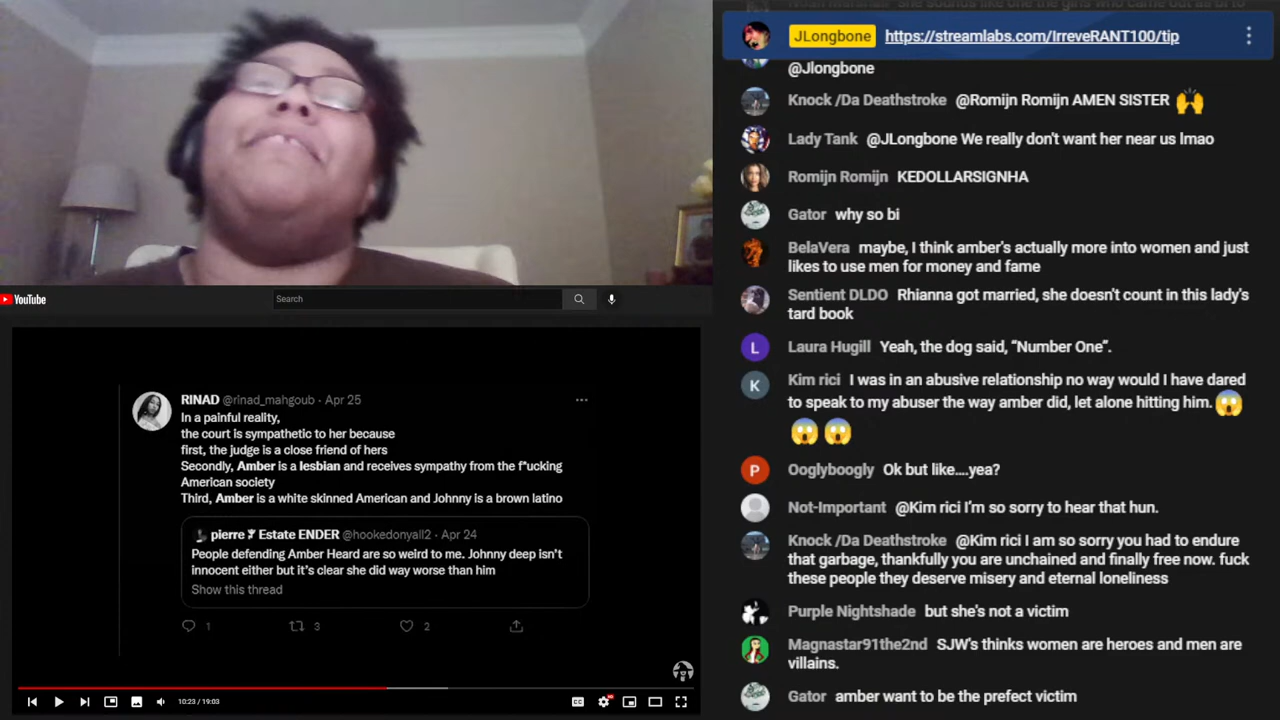 JLongbone https://streamlabs.com/IrreveRANT100/tip
@Jlongbone
Knock /Da Deathstroke @Romijn Romijn AMEN SISTER 🙌
Lady Tank @JLongbone We really don't want her near us lmao
Romijn Romijn KEDOLLARSIGNHA
Gator why so bi
BelaVera maybe, I think amber's actually more into women and just
likes to use men for money and fame
Sentient DLDO Rhianna got married, she doesn't count in this lady's
tard book
Laura Hugill Yeah, the dog said, “Number One”.
Kim rici I was in an abusive relationship no way would I have dared
to speak to my abuser the way amber did, let alone hitting him. 😱
😱 😱
Ooglyboogly Ok but like....yea?
Not-Important @Kim rici I'm so sorry to hear that hun.
Knock /Da Deathstroke @Kim rici I am so sorry you had to endure
that garbage, thankfully you are unchained and finally free now. fuck
these people they deserve misery and eternal loneliness
Purple Nightshade but she's not a victim
Magnastar91the2nd SJW's thinks women are heroes and men are
villains.
Gator amber want to be the prefect victim
YouTube
Search
RINAD @rinad_mahgoub · Apr 25
In a painful reality,
the court is sympathetic to her because
first, the judge is a close friend of hers
Secondly, Amber is a lesbian and receives sympathy from the f*ucking
American society
Third, Amber is a white skinned American and Johnny is a brown latino
pierre Estate ENDER @hookedonyall2 · Apr 24
People defending Amber Heard are so weird to me. Johnny deep isn't
innocent either but it's clear she did way worse than him
Show this thread
1 3 2
10:23 / 19:03